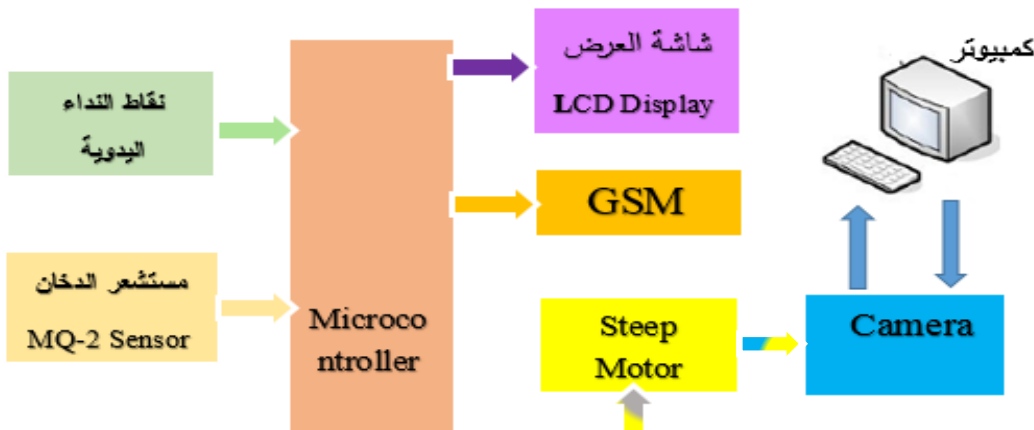 نقاط النداء
اليدوية
مستشعر الدخان
MQ-2 Sensor
Microco
ntroller
شاشة العرض
LCD Display
GSM
Steep
Motor
كمبيوتر
Camera